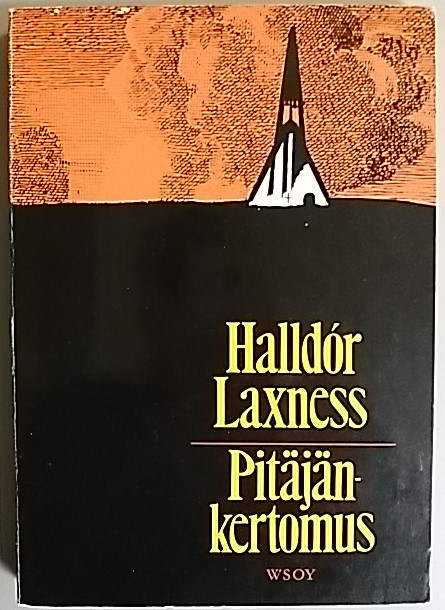 Halldór
Laxness
Pitäjän-
kertomus
WSOY